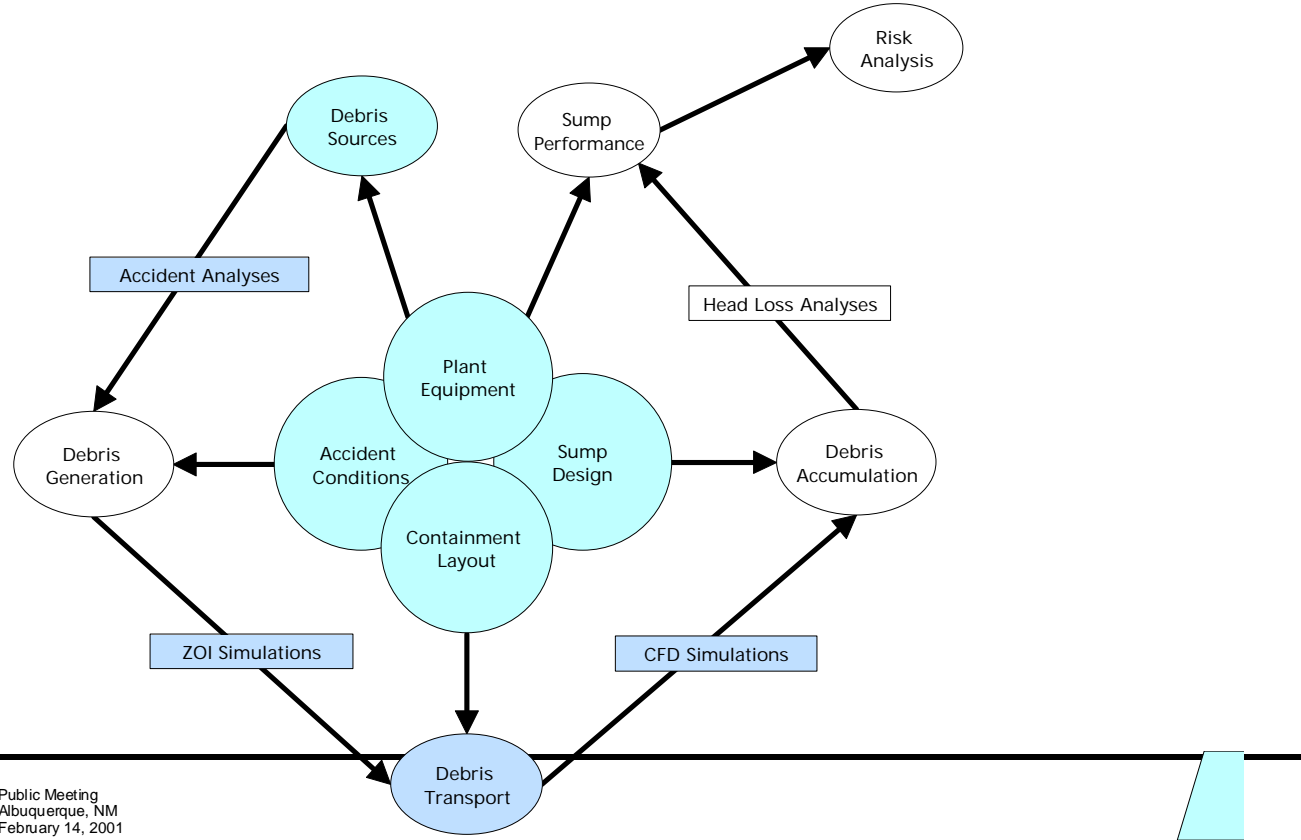 Risk
Analysis
Debris
Sources
Sump
Performance
Accident Analyses
Head Loss Analyses
Plant
Equipment
Debris
Generation
Accident
Conditions
Sump
Design
Debris
Accumulation
Containment
Layout
ZOI Simulations
CFD Simulations
Debris
Transport
Public Meeting
Albuquerque, NM
February 14, 2001